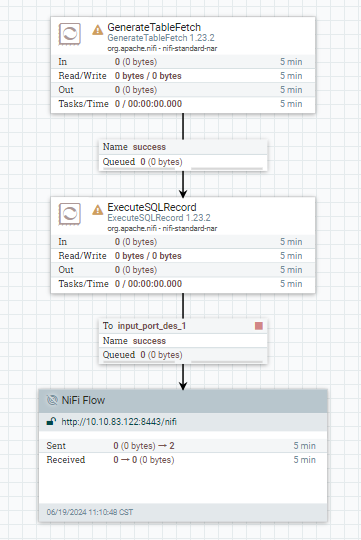 GenerateTableFetch
GenerateTableFetch 1.23.2
org.apache.nifi - nifi-standard-nar
In 0 (0 bytes) 5 min
Read/Write 0 bytes / 0 bytes 5 min
Out 0 (0 bytes) 5 min
Tasks/Time 0 / 00:00:00.000 5 min
Name success
Queued 0 (0 bytes)
ExecuteSQLRecord
ExecuteSQLRecord 1.23.2
org.apache.nifi - nifi-standard-nar
In 0 (0 bytes) 5 min
Read/Write 0 bytes / 0 bytes 5 min
Out 0 (0 bytes) 5 min
Tasks/Time 0 / 00:00:00.000 5 min
To input_port_des_1
Name success
Queued 0 (0 bytes)
NiFi Flow
http://10.10.83.122:8443/nifi
Sent 0 (0 bytes) → 2 5 min
Received 0 → 0 (0 bytes) 5 min
06/19/2024 11:10:48 CST